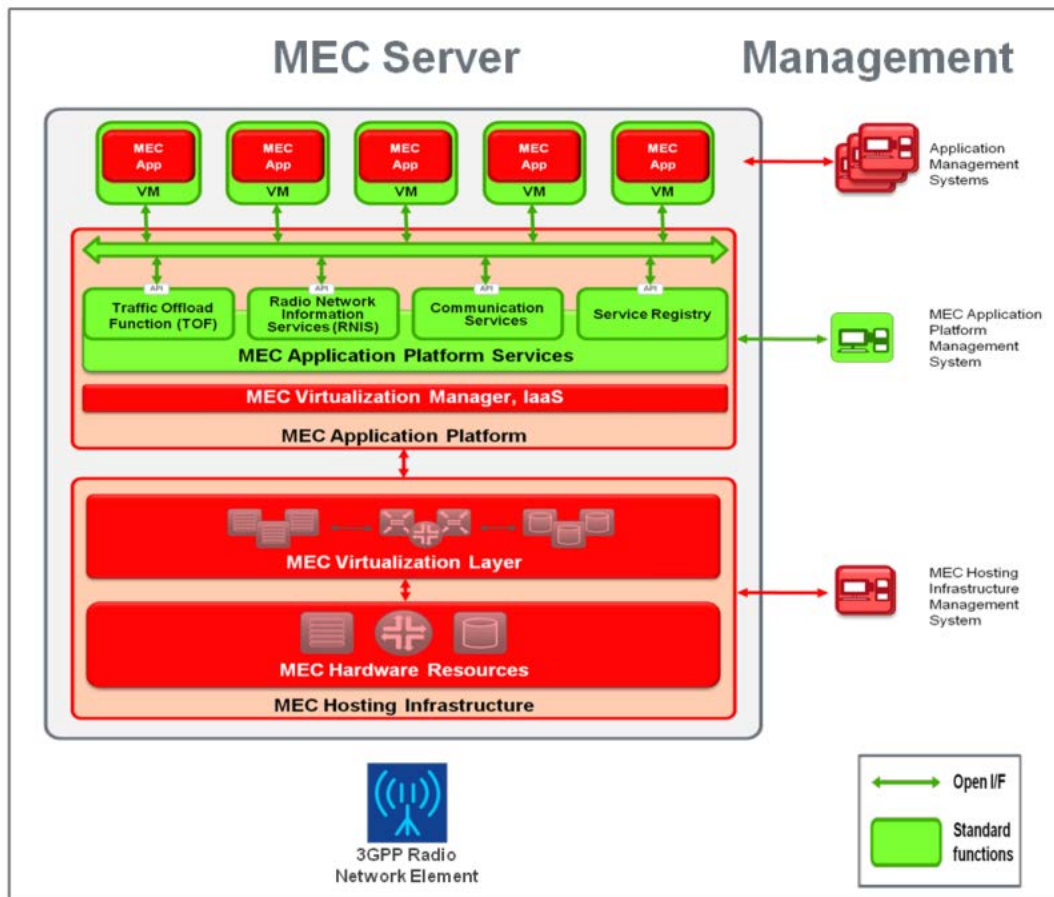 MEC Server
Management
MEC
App
VM
MEC
App
VM
MEC
App
VM
MEC
App
VM
MEC
App
VM
Application
Management
Systems
API
API
API
API
Traffic Offload
Function (TOF)
Radio Network
Information
Services (RNIS)
Communication
Services
Service Registry
MEC Application Platform Services
MEC Application
Platform
Management
System
MEC Virtualization Manager, IaaS
MEC Application Platform
MEC Virtualization Layer
MEC Hosting
Infrastructure
Management
System
MEC Hardware Resources
MEC Hosting Infrastructure
3GPP Radio
Network Element
Open I/F
Standard
functions